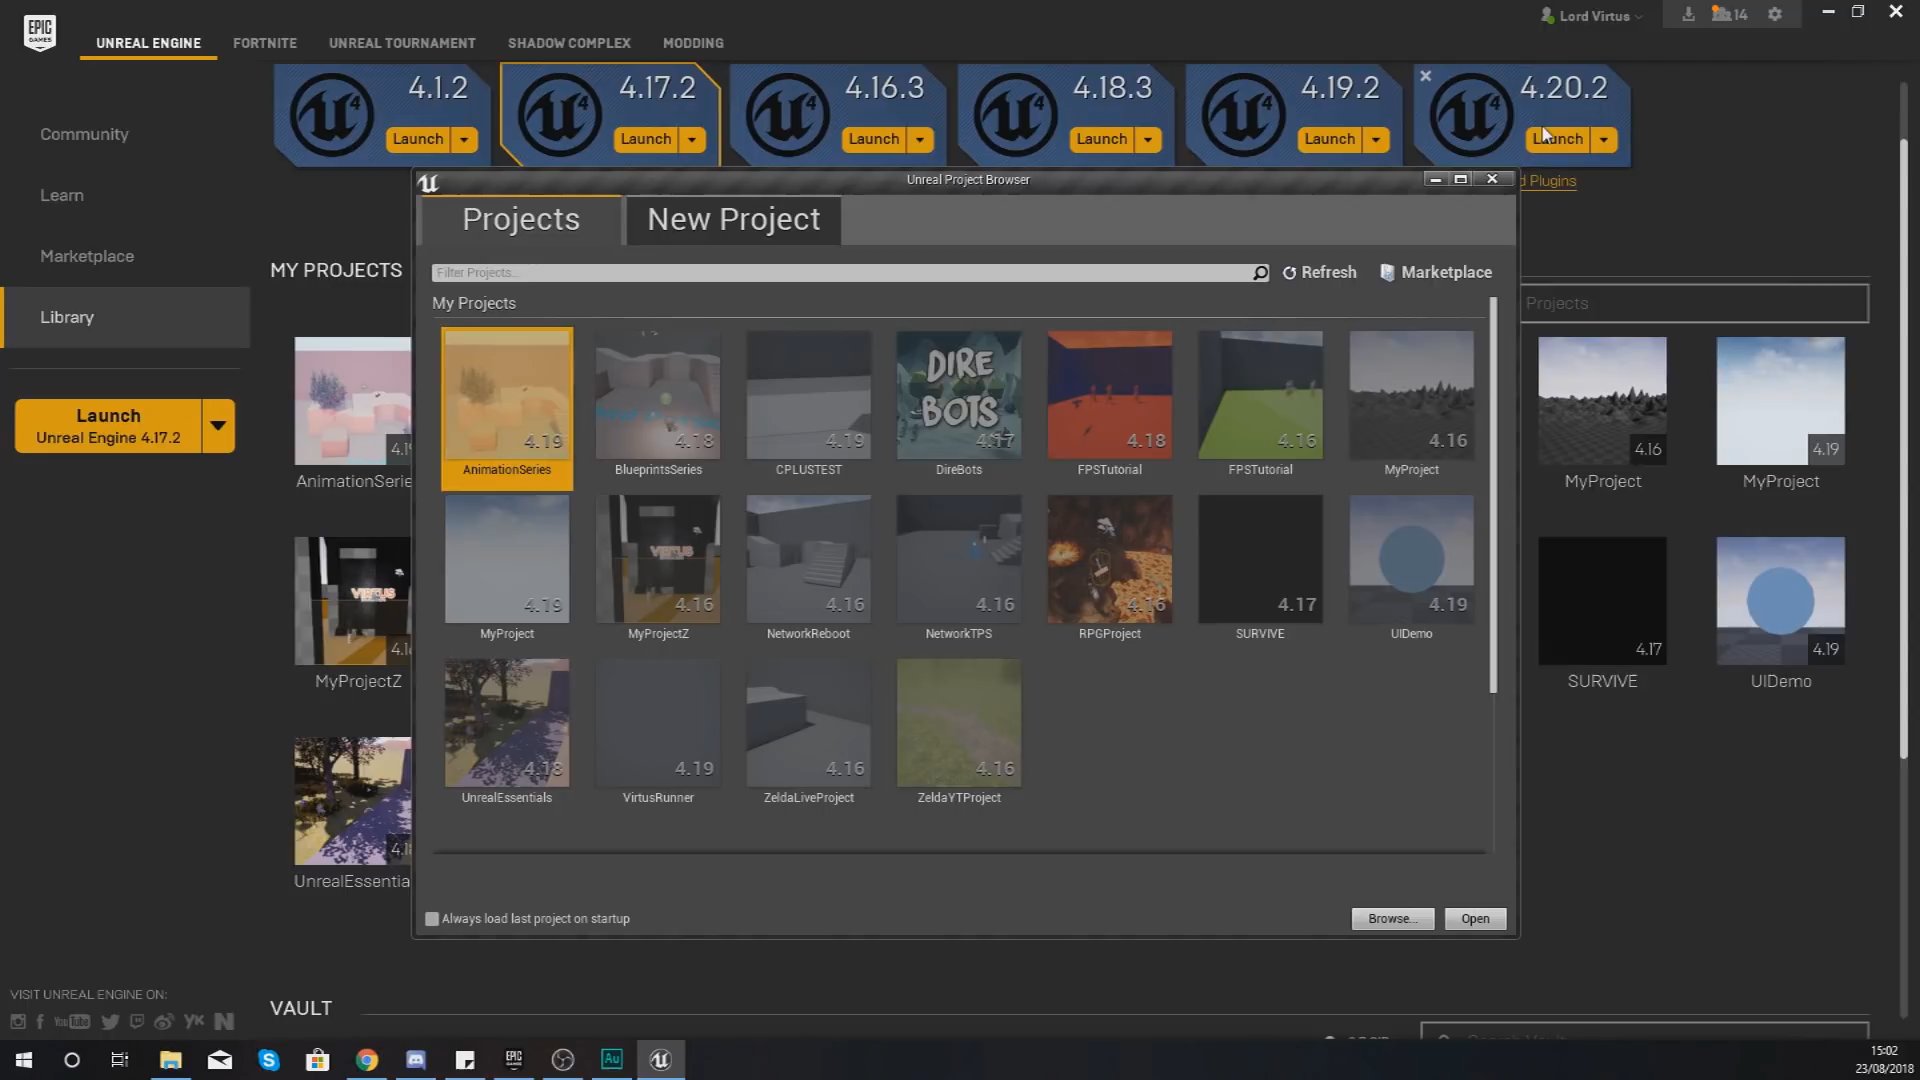 EPIC GAMES
UNREAL ENGINE
FORTNITE
UNREAL TOURNAMENT
SHADOW COMPLEX
MODDING
Lord Virtus
14
4.1.2
Launch
4.17.2
Launch
4.16.3
Launch
4.18.3
Launch
4.19.2
Launch
4.20.2
Launch
d Plugins
Community
Learn
Marketplace
Library
Launch
Unreal Engine 4.17.2
MY PROJECTS
Projects
AnimationSerie
MyProjectZ
UnrealEssentia
4.16
MyProject
4.19
MyProject
4.17
SURVIVE
4.19
UIDemo
Unreal Project Browser
Projects
New Project
Filter Projects...
Refresh
Marketplace
My Projects
4.19
AnimationSeries
4.18
BlueprintsSeries
4.19
CPLUSTEST
DIRE BOTS
4.17
DireBots
4.18
FPSTutorial
4.16
FPSTutorial
4.16
MyProject
4.19
MyProject
VIRTUS
4.16
MyProjectZ
4.16
NetworkReboot
4.16
NetworkTPS
4.16
RPGProject
4.17
SURVIVE
4.19
UIDemo
4.18
UnrealEssentials
4.19
VirtusRunner
4.16
ZeldaLiveProject
4.16
ZeldaYTProject
Always load last project on startup
Browse...
Open
VISIT UNREAL ENGINE ON:
YouTube
VAULT
15:02
23/08/2018